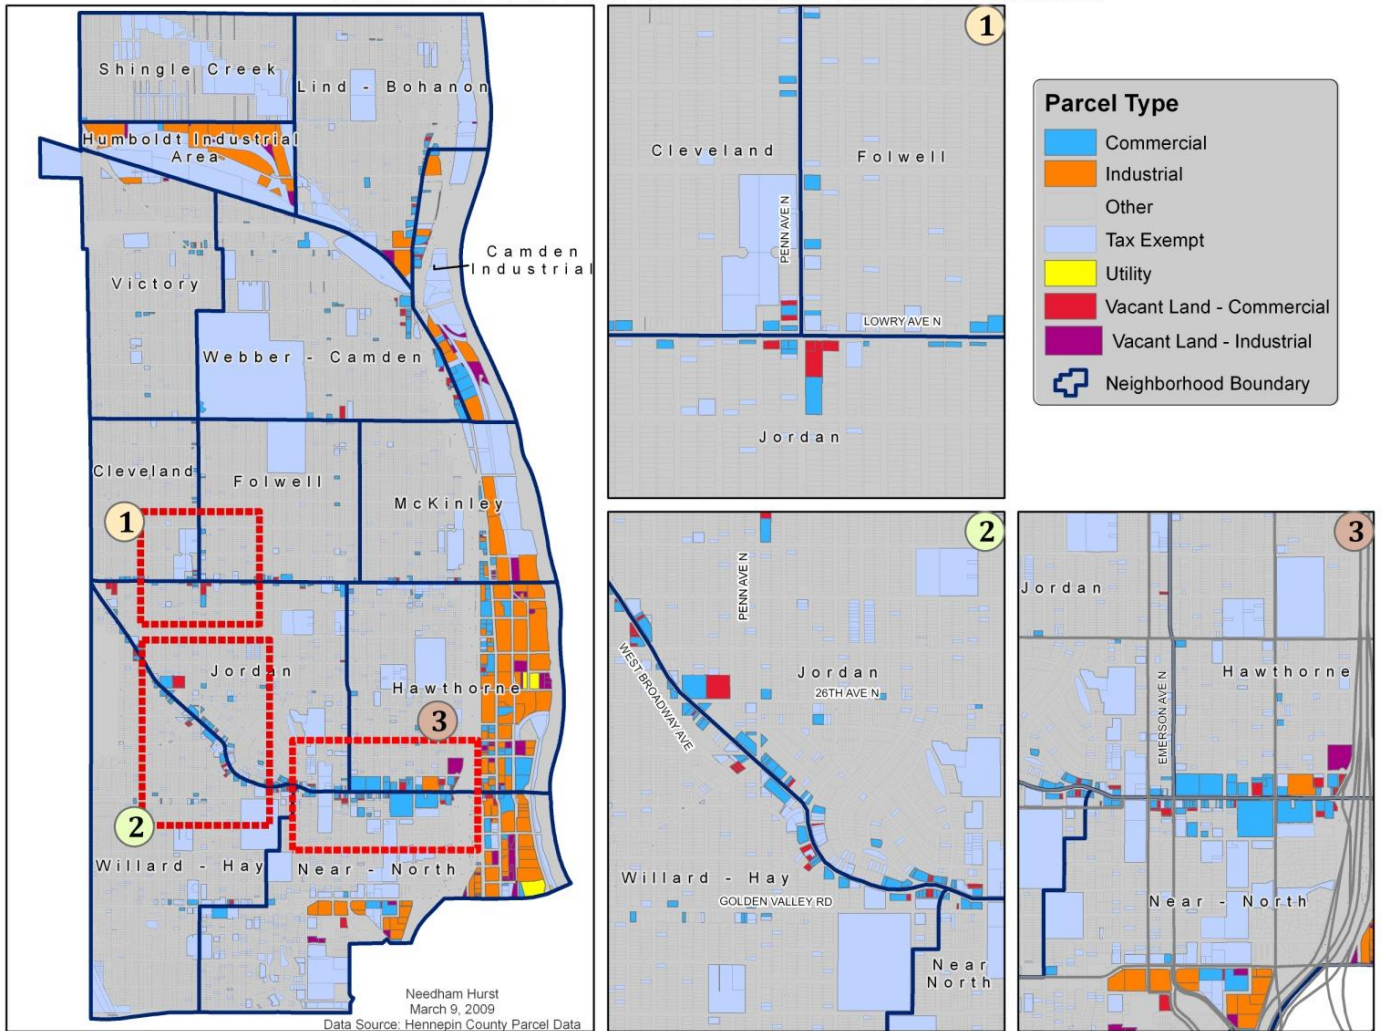 Shingle Creek
Lind - Bohanon
Humboldt Industrial
Area
Camden
Industrial
Victory
Webber - Camden
Cleveland
Folwell
McKinley
1
Jordan
Hawthorne
3
2
Willard - Hay
Near - North
Needham Hurst
March 9, 2009
Data Source: Hennepin County Parcel Data
1
Cleveland
Folwell
PENN AVE N
LOWRY AVE N
Jordan
Parcel Type
Commercial
Industrial
Other
Tax Exempt
Utility
Vacant Land - Commercial
Vacant Land - Industrial
Neighborhood Boundary
2
PENN AVE N
WEST BROADWAY AVE
Jordan
26TH AVE N
Willard - Hay
GOLDEN VALLEY RD
Near
North
3
Jordan
Hawthorne
EMERSON AVE N
Near - North